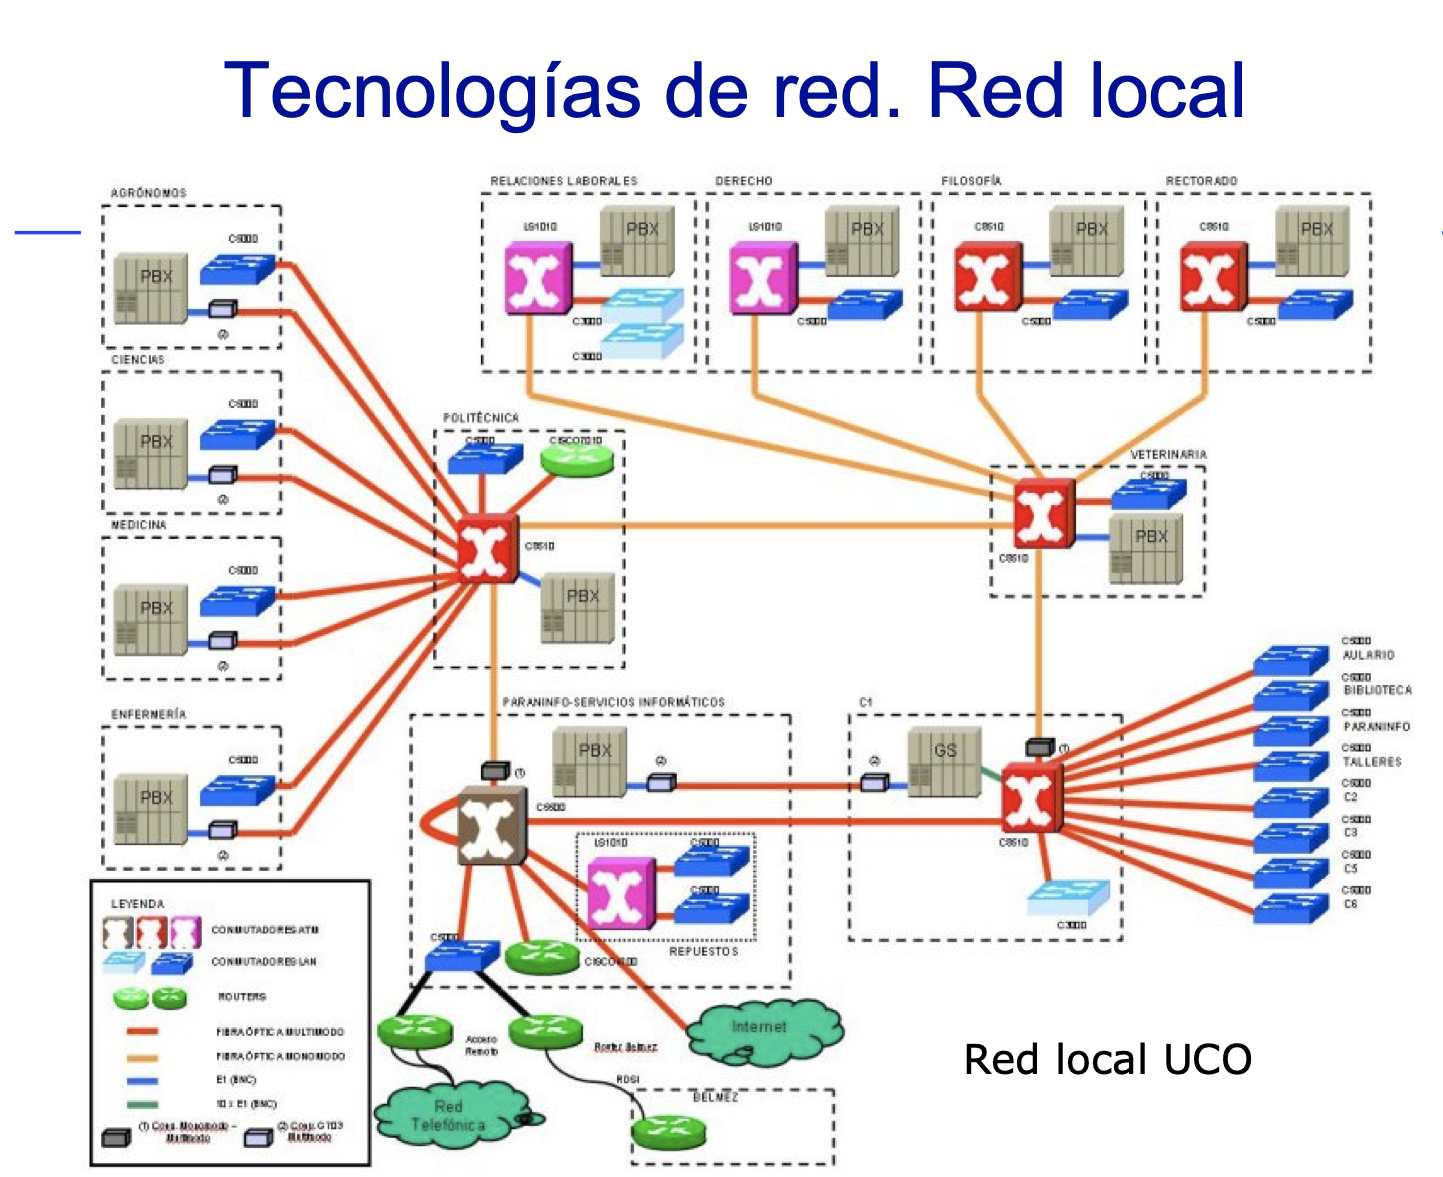 Tecnologías de red. Red local
AGRÓNOMOS
C5000
PBX
(2)
CIENCIAS
C5000
PBX
(2)
MEDICINA
C5000
PBX
(2)
ENFERMERÍA
C5000
PBX
(2)
RELACIONES LABORALES
LS1010
PBX
C3000
C3000
DERECHO
LS1010
PBX
C5000
FILOSOFÍA
C8510
PBX
C5000
RECTORADO
C8510
PBX
C5000
POLITÉCNICA
C5000
CISCO7010
C8510
PBX
VETERINARIA
C5000
C8510
PBX
PARANINFO-SERVICIOS INFORMÁTICOS
PBX
(2)
(1)
C5500
LS1010
C5000
C5000
REPUESTOS
C5000
C1
(2)
GS
(1)
C8510
C3000
C5000
AULARIO
C5000
BIBLIOTECA
C5000
PARANINFO
C5000
TALLERES
C5000
C2
C5000
C3
C5000
C5
C5000
C6
Acceso
Remoto
Router Belmez
RDSI
Internet
Red
Telefónica
BELMEZ
Red local UCO
LEYENDA
CONMUTADORES ATM
CONMUTADORES LAN
ROUTERS
FIBRA ÓPTICA MULTIMODO
FIBRA ÓPTICA MONOMODO
E1 (BNC)
10 x E1 (BNC)
(1) Conv. Monomodo –
Multimodo
(2) Conv. G703
Multimodo